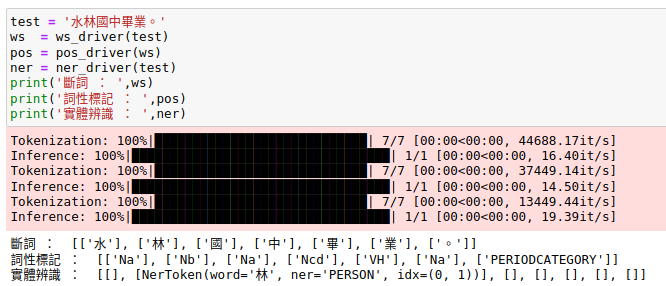 test = '水林國中畢業。'
ws  = ws_driver(test)
pos = pos_driver(ws)
ner = ner_driver(test)
print('斷詞 : ',ws)
print('詞性標記 : ',pos)
print('實體辨識 : ',ner)
Tokenization: 100%| | 7/7 [00:00<00:00, 44688.17it/s]
Inference: 100%| | 1/1 [00:00<00:00, 16.40it/s]
Tokenization: 100%| | 7/7 [00:00<00:00, 37449.14it/s]
Inference: 100%| | 1/1 [00:00<00:00, 14.50it/s]
Tokenization: 100%| | 7/7 [00:00<00:00, 13449.44it/s]
Inference: 100%| | 1/1 [00:00<00:00, 19.39it/s]
斷詞 :  [['水'], ['林'], ['國'], ['中'], ['畢'], ['業'], ['。']]
詞性標記 :  [['Na'], ['Nb'], ['Na'], ['Ncd'], ['VH'], ['Na'], ['PERIODCATEGORY']]
實體辨識 :  [[], [NerToken(word='林', ner='PERSON', idx=(0, 1))], [], [], [], [], []]